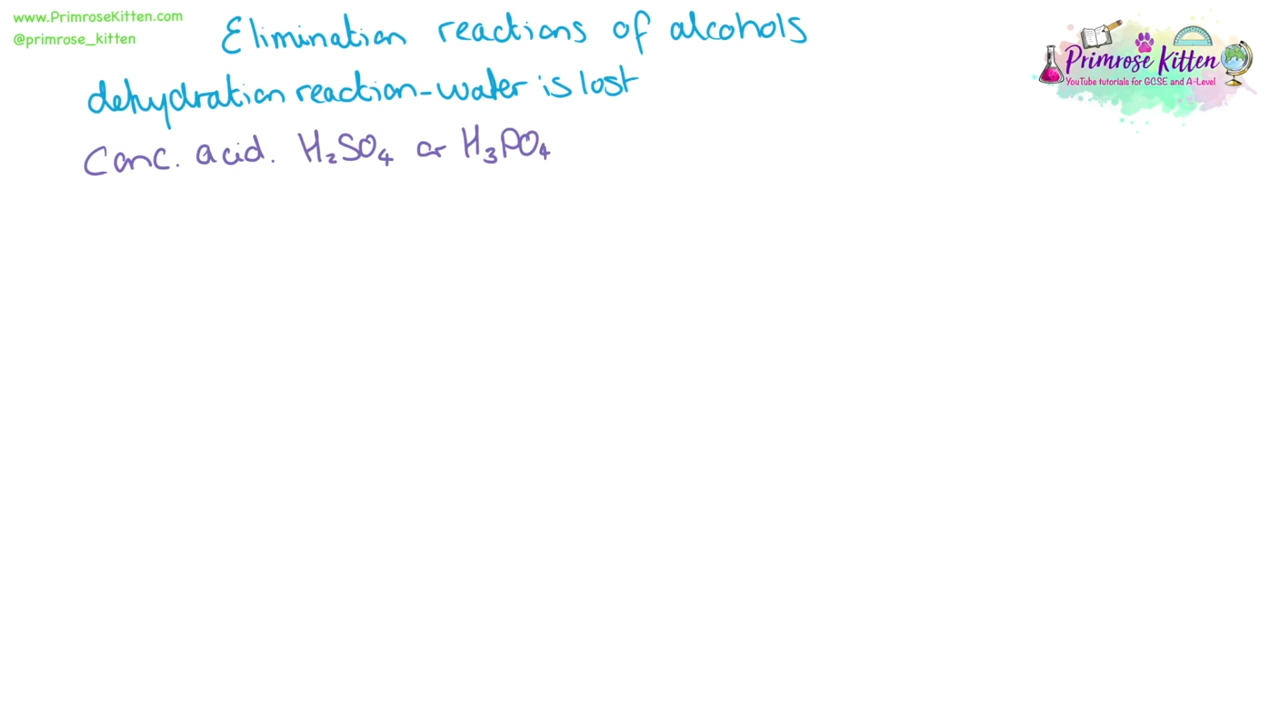 www.PrimroseKitten.com
@primrose_kitten
Elimination reactions of alcohols
dehydration reaction-water is lost
Conc. acid. H₂SO₄ or H₃PO₄
Primrose Kitten
YouTube tutorials for GCSE and A-Level